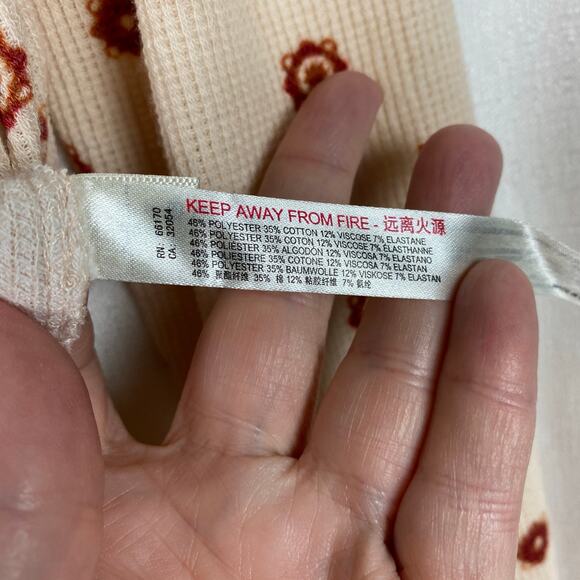 RN. 66170
CA. 32054
KEEP AWAY FROM FIRE - 远离火源
46% POLYESTER 35% COTTON 12% VISCOSE 7% ELASTANE
46% POLYESTER 35% COTON 12% VISCOSE 7% ELASTHANNE
46% POLIÉSTER 35% ALGODÓN 12% VISCOSA 7% ELASTANO
46% POLIESTERE 35% COTONE 12% VISCOSA 7% ELASTAN
46% POLYESTER 35% BAUMWOLLE 12% VISKOSE 7% ELASTAN
46% 聚酯纤维 35% 棉 12% 粘胶纤维 7% 氨纶